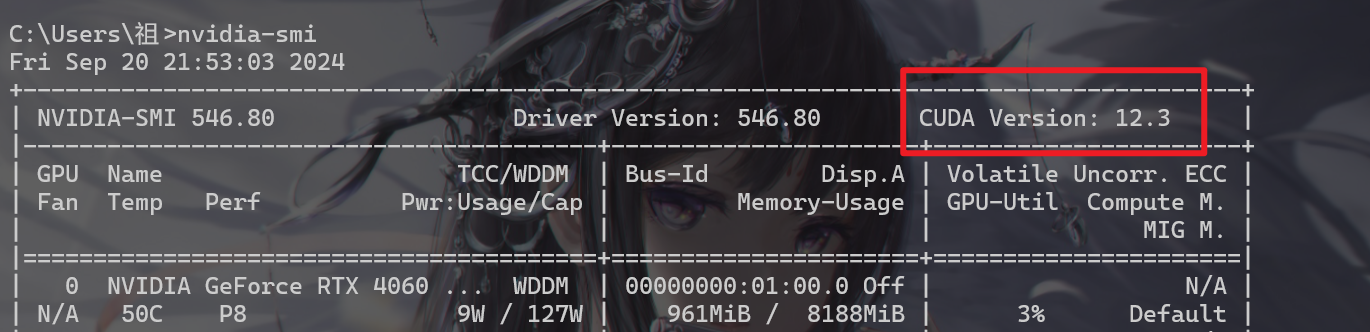 C:\Users\祖>nvidia-smi
Fri Sep 20 21:53:03 2024
+-----------------------------------------------------------------------------------------+
| NVIDIA-SMI 546.80                 Driver Version: 546.80       CUDA Version: 12.3     |
|-----------------------------------------+----------------------+----------------------+
| GPU  Name                     TCC/WDDM  | Bus-Id        Disp.A | Volatile Uncorr. ECC |
| Fan  Temp   Perf          Pwr:Usage/Cap |         Memory-Usage | GPU-Util  Compute M. |
|                                         |                      |               MIG M. |
|=========================================+======================+======================|
|   0  NVIDIA GeForce RTX 4060 ...  WDDM  | 00000000:01:00.0 Off |                  N/A |
| N/A   50C    P8                9W / 127W |    961MiB /  8188MiB |      3%      Default |